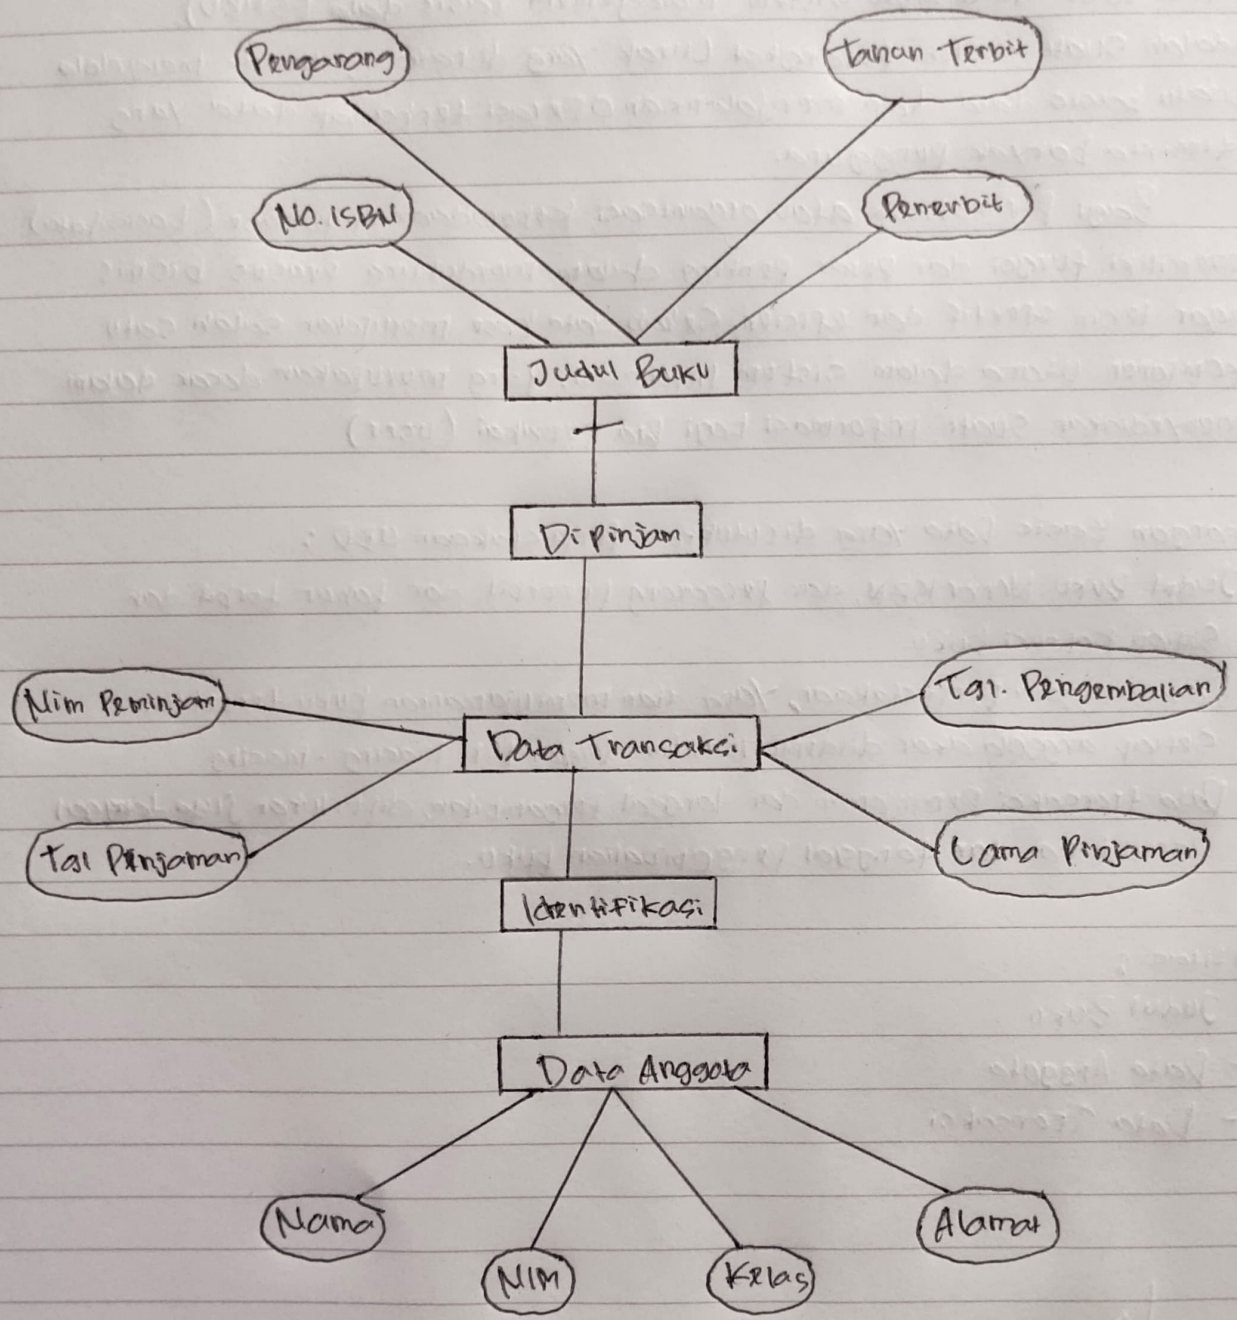 Pengarang
Tahun Terbit
No. ISBN
Penerbit
Judul Buku
Dipinjam
Nim Peminjam
Tgl. Pengembalian
Data Transaksi
Tgl Penjaman
Lama Pinjaman
Identifikasi
Data Anggota
Nama
Alamat
NIM
Kelas